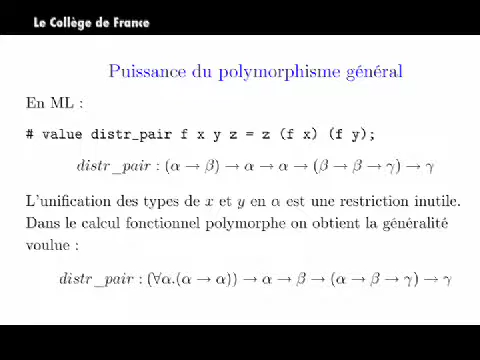 Le Collège de France
Puissance du polymorphisme général
En ML :
# value distr_pair f x y z = z (f x) (f y);
distr_pair : (α → β) → α → α → (β → β → γ) → γ
L'unification des types de x et y en α est une restriction inutile.
Dans le calcul fonctionnel polymorphe on obtient la généralité
voulue :
distr_pair : (∀α.(α → α)) → α → β → (α → β → γ) → γ